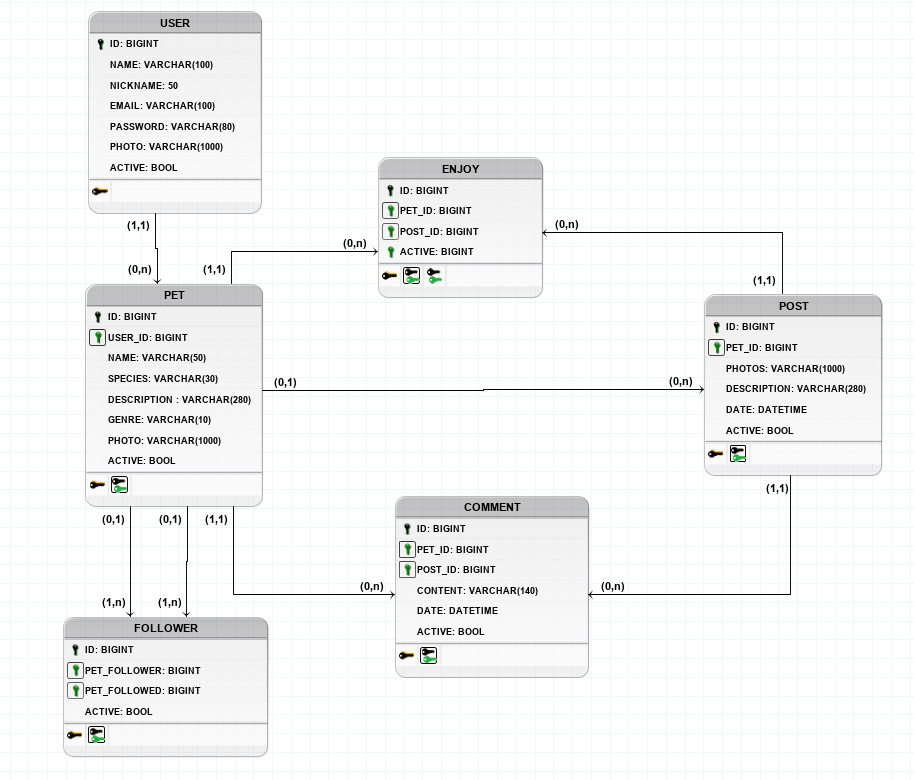 USER
ID: BIGINT
NAME: VARCHAR(100)
NICKNAME: 50
EMAIL: VARCHAR(100)
PASSWORD: VARCHAR(80)
PHOTO: VARCHAR(1000)
ACTIVE: BOOL
(1,1)
(0,n)
ENJOY
ID: BIGINT
PET_ID: BIGINT
POST_ID: BIGINT
ACTIVE: BIGINT
(1,1)
(0,n)
(0,n)
(1,1)
PET
ID: BIGINT
USER_ID: BIGINT
NAME: VARCHAR(50)
SPECIES: VARCHAR(30)
DESCRIPTION : VARCHAR(280)
GENRE: VARCHAR(10)
PHOTO: VARCHAR(1000)
ACTIVE: BOOL
(0,1)
(0,n)
POST
ID: BIGINT
PET_ID: BIGINT
PHOTOS: VARCHAR(1000)
DESCRIPTION: VARCHAR(280)
DATE: DATETIME
ACTIVE: BOOL
(0,1)
(0,1)
(1,1)
(1,1)
(1,n)
(1,n)
(0,n)
(0,n)
COMMENT
ID: BIGINT
PET_ID: BIGINT
POST_ID: BIGINT
CONTENT: VARCHAR(140)
DATE: DATETIME
ACTIVE: BOOL
FOLLOWER
ID: BIGINT
PET_FOLLOWER: BIGINT
PET_FOLLOWED: BIGINT
ACTIVE: BOOL